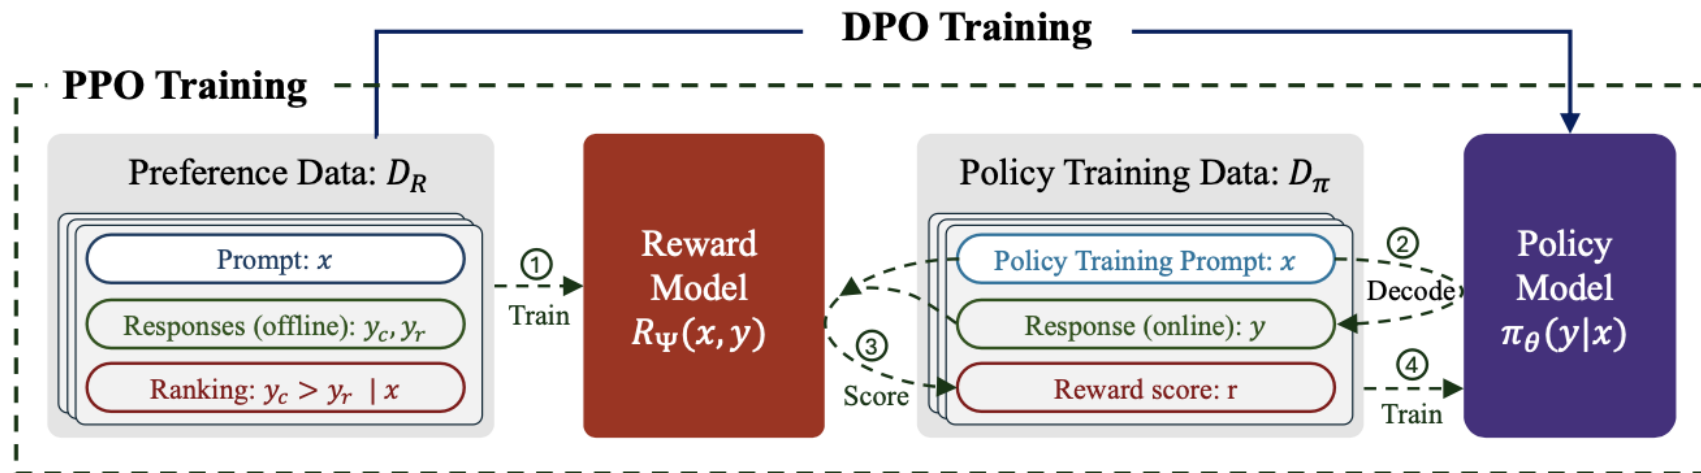 DPO Training
PPO Training
Preference Data: D_R
Prompt: x
Responses (offline): y_c, y_r
Ranking: y_c > y_r | x
①
Train
Reward
Model
R_Ψ(x, y)
③
Score
Policy Training Data: D_π
Policy Training Prompt: x
Response (online): y
Reward score: r
②
Decode
④
Train
Policy
Model
π_θ(y|x)